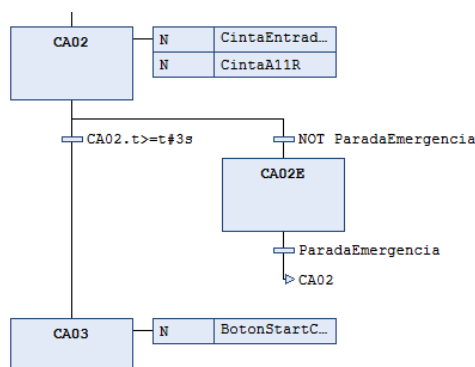 CA02
N CintaEntrad…
N CintaA11R
CA02.t>=t#3s
NOT ParadaEmergencia
CA02E
ParadaEmergencia
CA02
CA03
N BotonStartC…